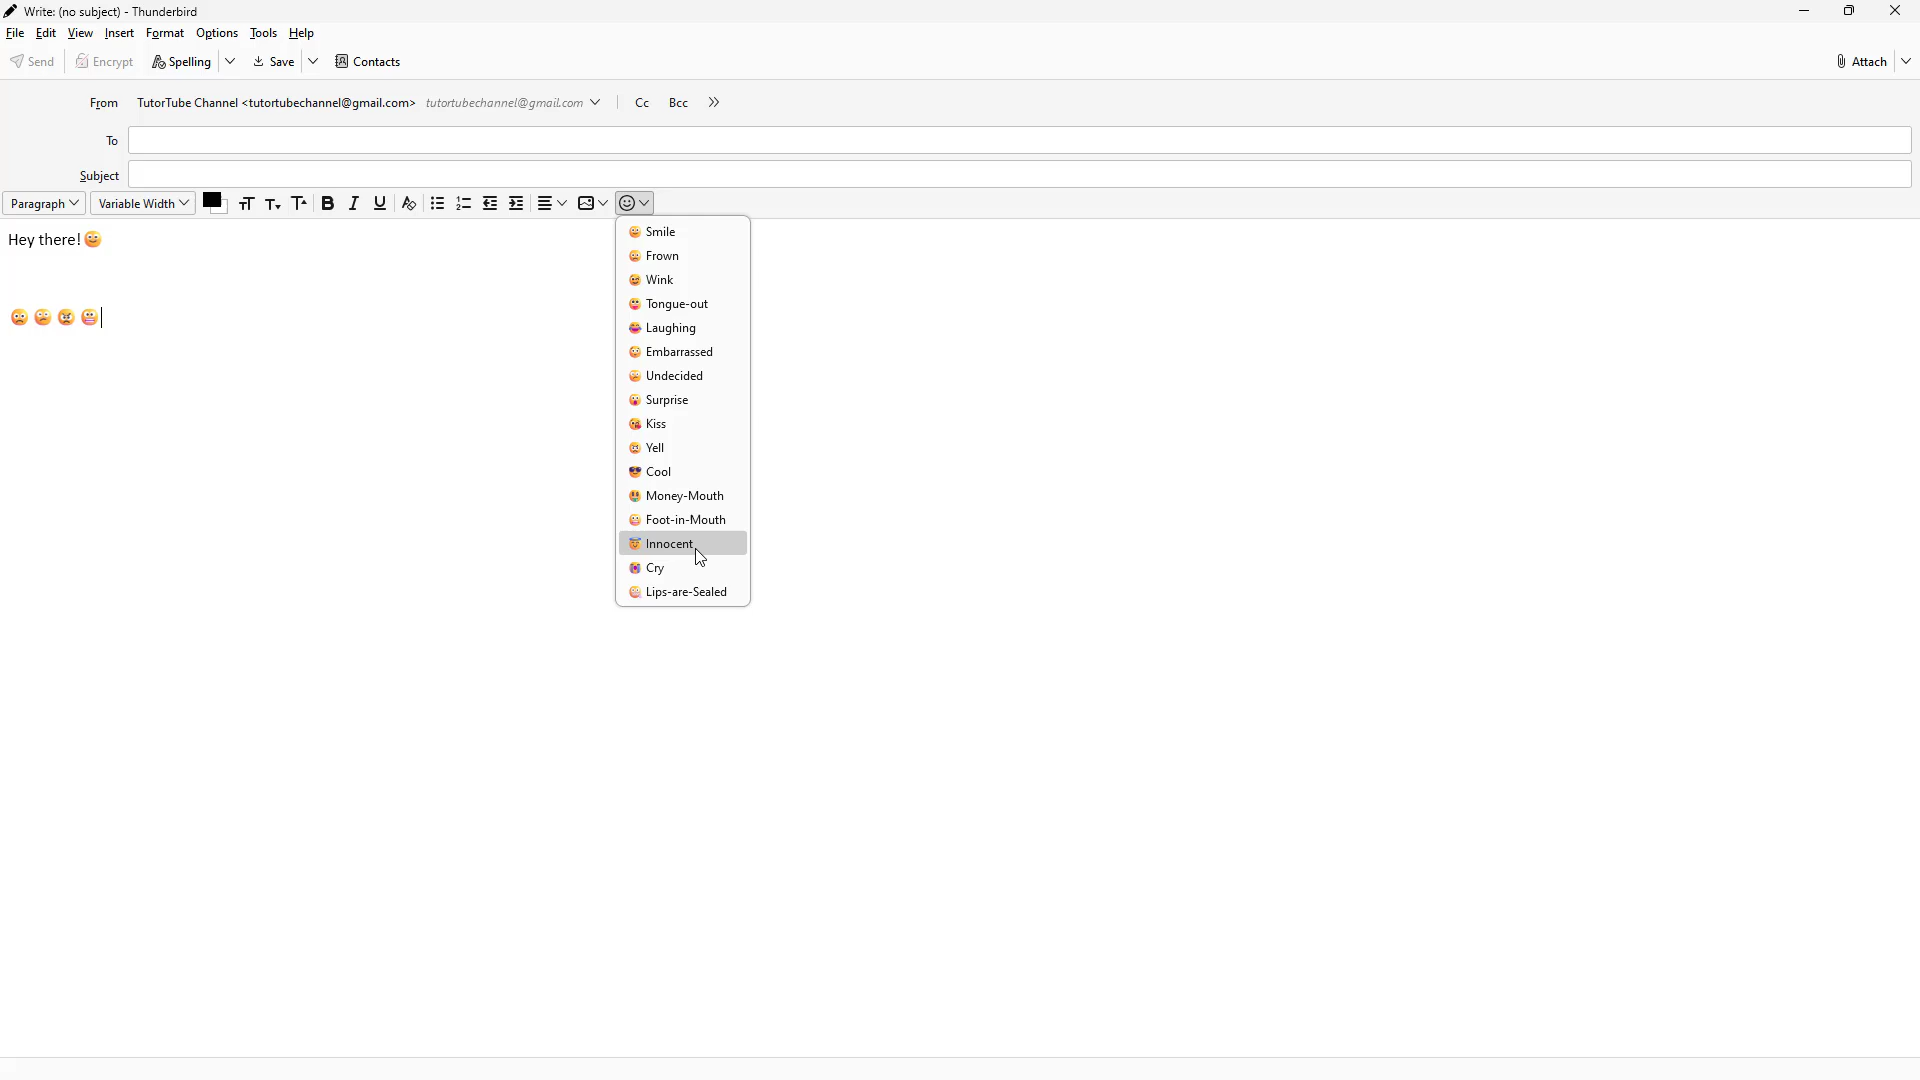 Write: (no subject) - Thunderbird
File Edit View Insert Format Options Tools Help
Send Encrypt Spelling Save Contacts Attach
From TutorTube Channel <tutortubechannel@gmail.com> tutortubechannel@gmail.com Cc Bcc
To
Subject
Paragraph Variable Width
Hey there!
Smile
Frown
Wink
Tongue-out
Laughing
Embarrassed
Undecided
Surprise
Kiss
Yell
Cool
Money-Mouth
Foot-in-Mouth
Innocent
Cry
Lips-are-Sealed